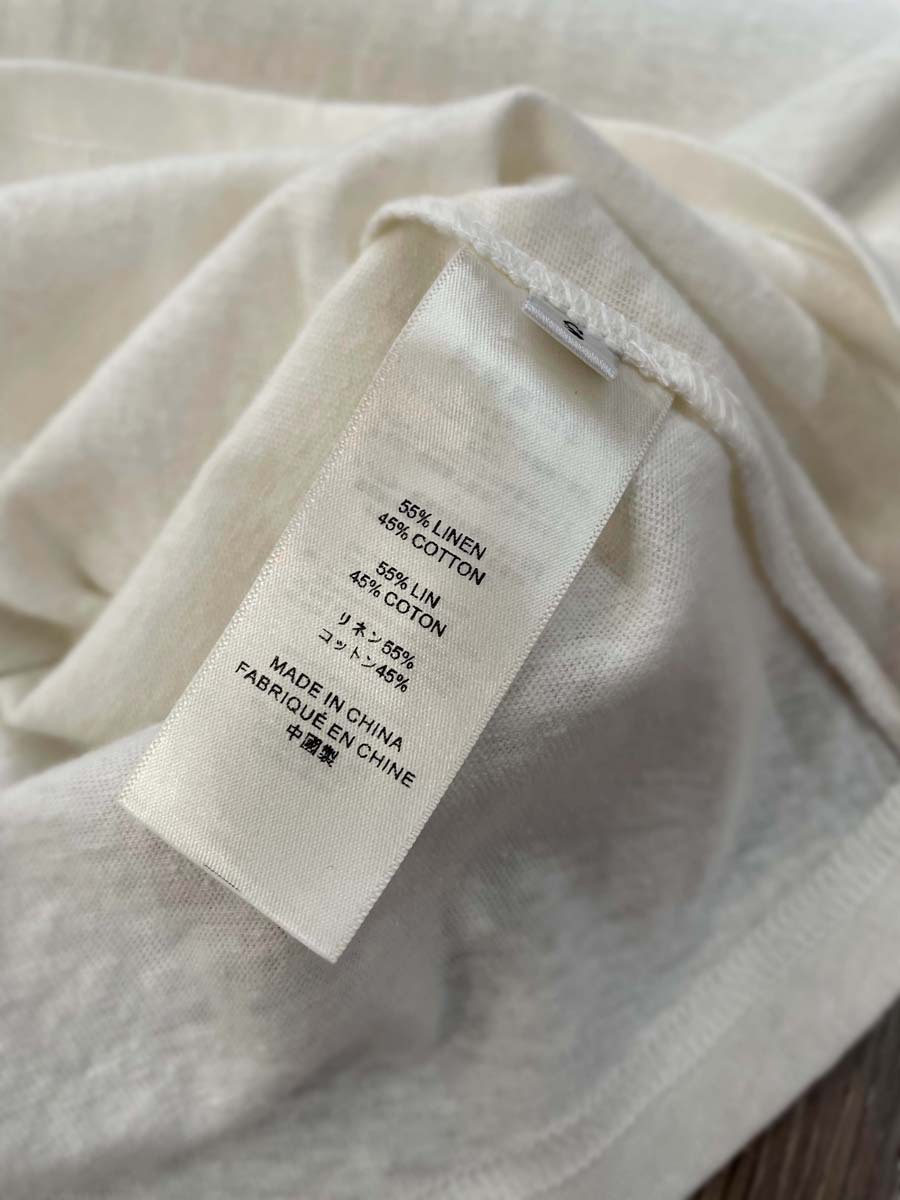 55% LINEN
45% COTTON
55% LIN
45% COTON
リネン55%
コットン45%
MADE IN CHINA
FABRIQUÉ EN CHINE
中國製